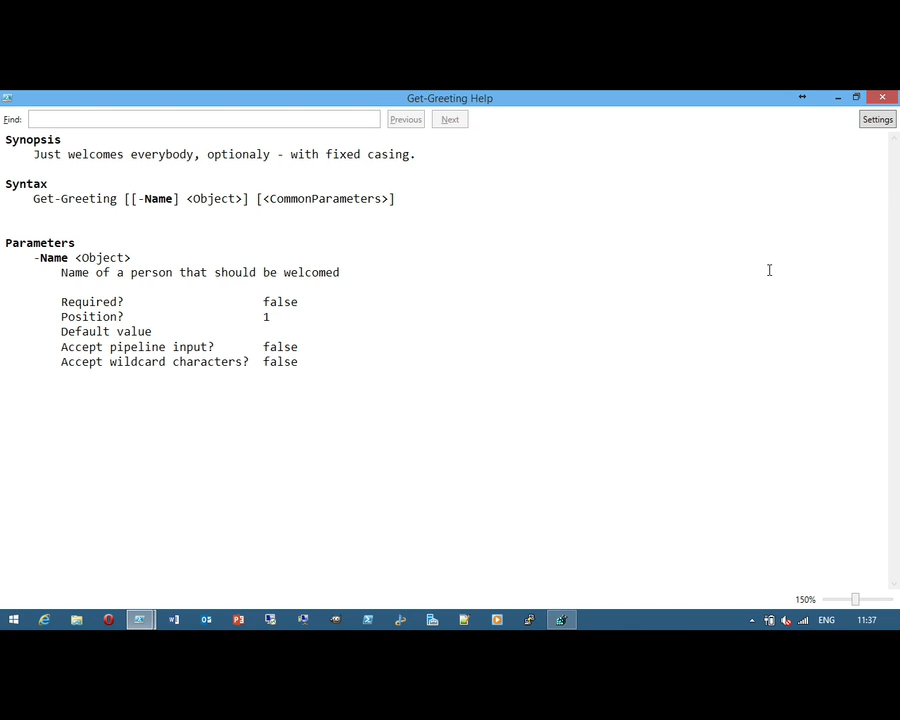 Get-Greeting Help
Find:
Previous
Next
Settings
Synopsis
Just welcomes everybody, optionaly - with fixed casing.
Syntax
Get-Greeting [[-Name] <Object>] [<CommonParameters>]
Parameters
-Name <Object>
Name of a person that should be welcomed
Required? false
Position? 1
Default value
Accept pipeline input? false
Accept wildcard characters? false
150%
ENG
11:37